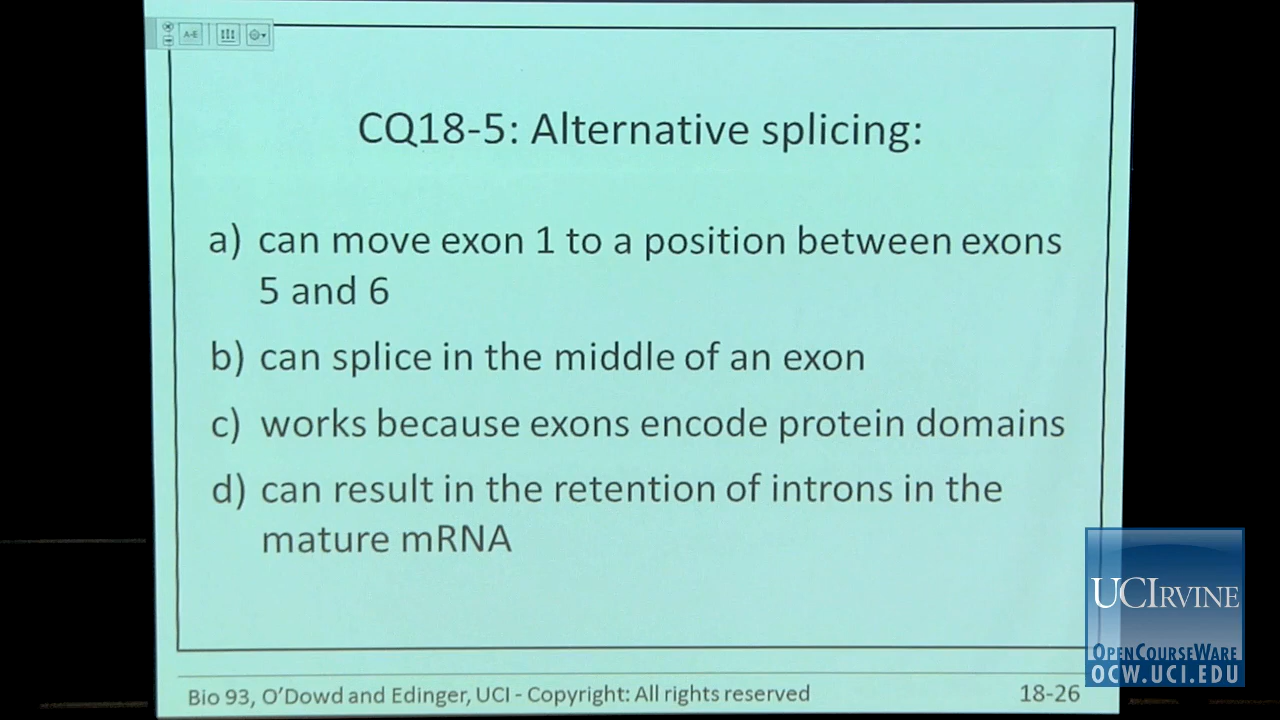 A-E
CQ18-5: Alternative splicing:
a) can move exon 1 to a position between exons
5 and 6
b) can splice in the middle of an exon
c) works because exons encode protein domains
d) can result in the retention of introns in the
mature mRNA
UCIRVINE
OPENCOURSEWARE
OCW.UCI.EDU
Bio 93, O'Dowd and Edinger, UCI - Copyright: All rights reserved
18-26